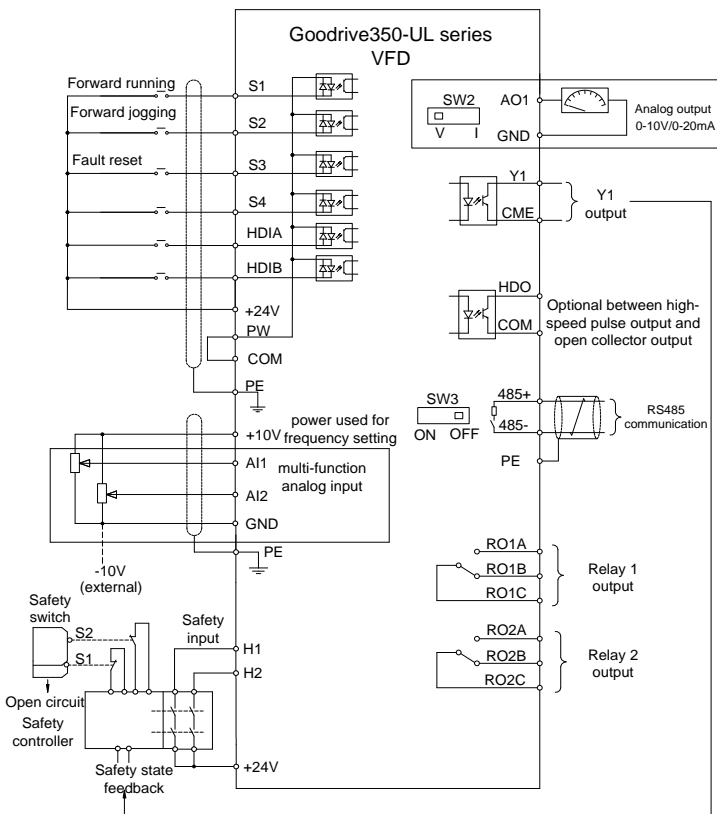 Goodrive350-UL series
VFD
Forward running
S1
Forward jogging
S2
Fault reset
S3
S4
HDIA
HDIB
+24V
PW
COM
PE
SW2
V I
AO1
GND
Analog output
0-10V/0-20mA
Y1
CME
Y1
output
HDO
COM
Optional between high-
speed pulse output and
open collector output
SW3
ON OFF
485+
485-
PE
RS485
communication
+10V
power used for
frequency setting
AI1
AI2
multi-function
analog input
GND
PE
-10V
(external)
RO1A
RO1B
RO1C
Relay 1
output
RO2A
RO2B
RO2C
Relay 2
output
Safety
switch
S2
S1
Open circuit
Safety
controller
Safety
input
H1
H2
+24V
Safety state
feedback